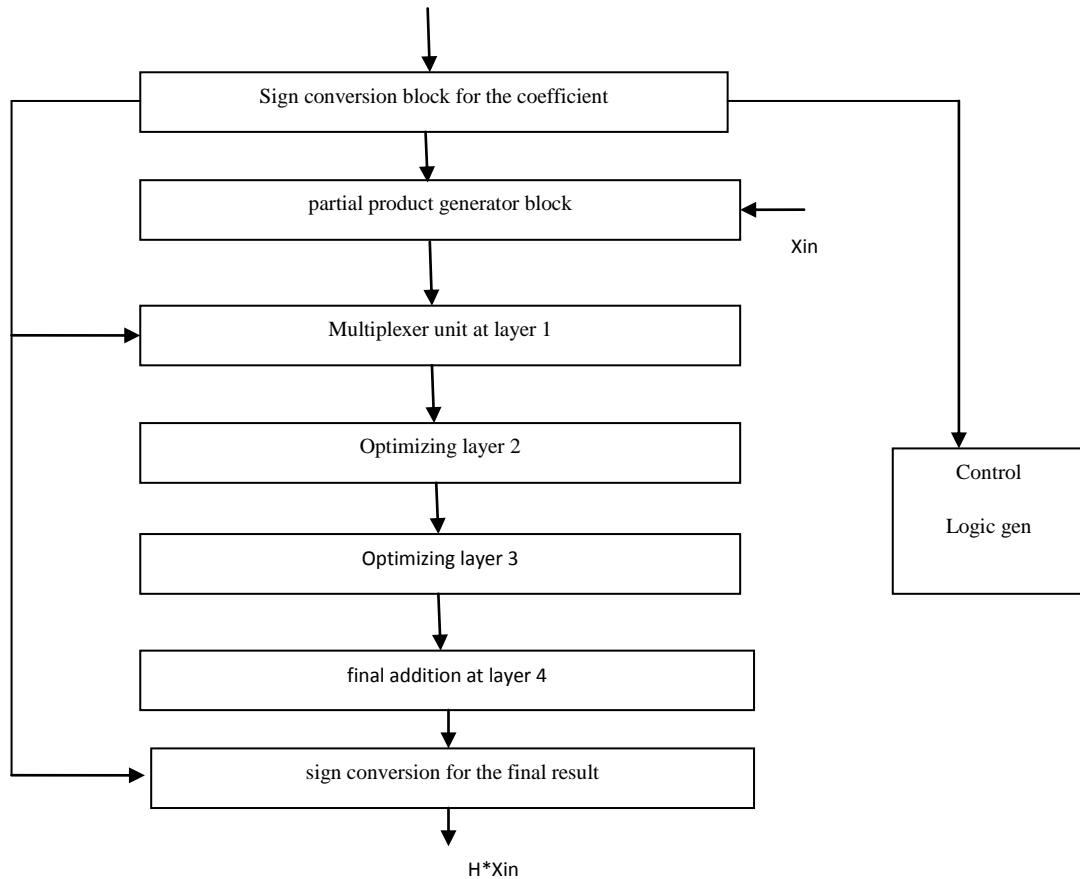 Sign conversion block for the coefficient
partial product generator block
Xin
Multiplexer unit at layer 1
Optimizing layer 2
Control
Logic gen
Optimizing layer 3
final addition at layer 4
sign conversion for the final result
H*Xin